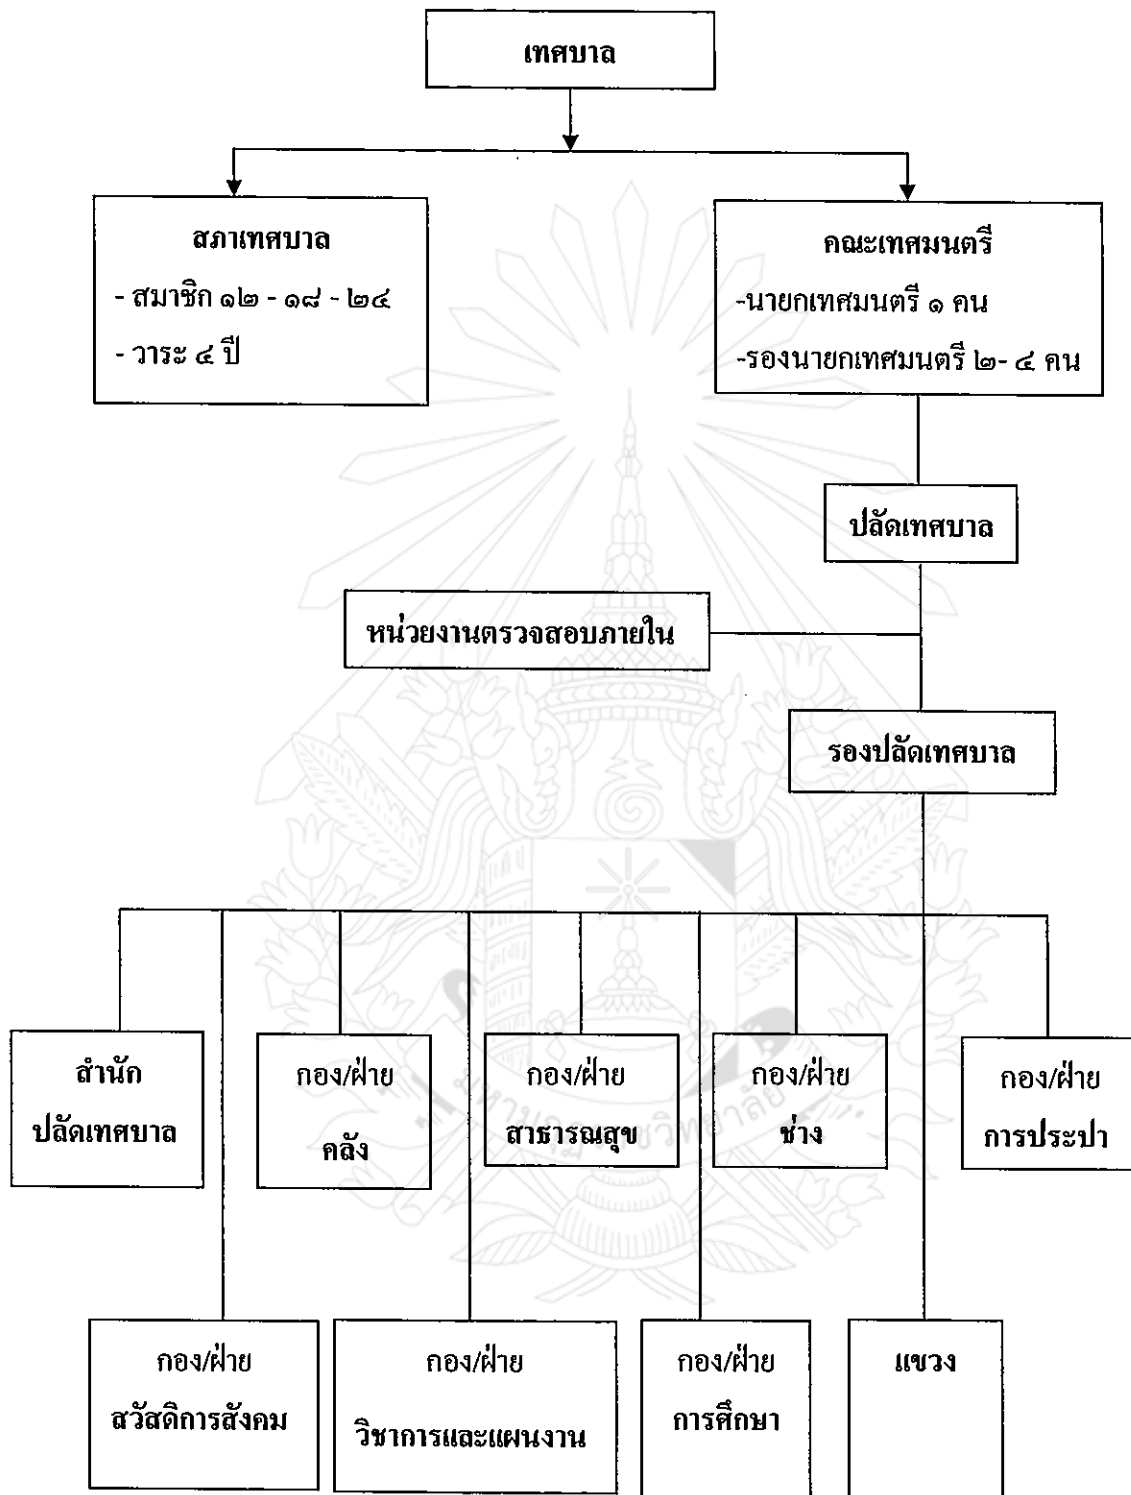 เทศบาล
สภาเทศบาล
- สมาชิก ๑๒ - ๑๘ - ๒๔
- วาระ ๔ ปี
คณะเทศมนตรี
-นายกเทศมนตรี ๑ คน
-รองนายกเทศมนตรี ๒- ๔ คน
ปลัดเทศบาล
หน่วยงานตรวจสอบภายใน
รองปลัดเทศบาล
สำนัก
ปลัดเทศบาล
กอง/ฝ่าย
คลัง
กอง/ฝ่าย
สาธารณสุข
กอง/ฝ่าย
ช่าง
กอง/ฝ่าย
การประปา
กอง/ฝ่าย
สวัสดิการสังคม
กอง/ฝ่าย
วิชาการและแผนงาน
กอง/ฝ่าย
การศึกษา
แขวง